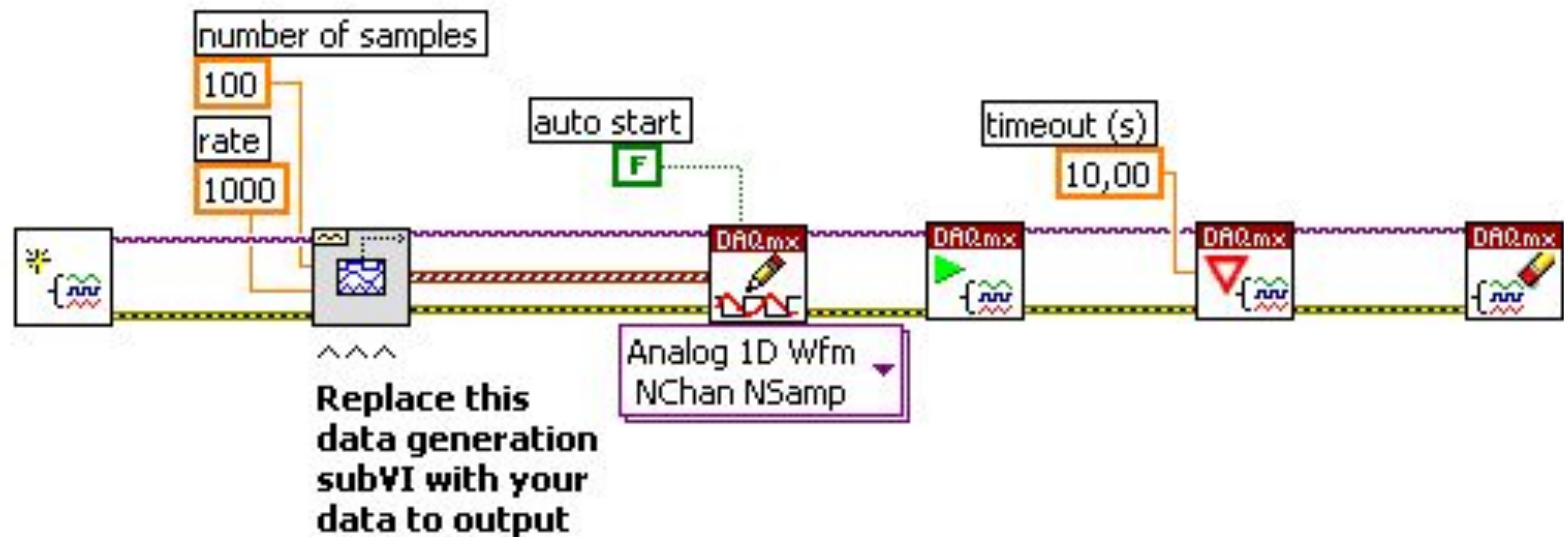 number of samples
100
rate
1000
auto start
F
timeout (s)
10,00
DAQmx
DAQmx
DAQmx
DAQmx
Analog 1D Wfm
NChan NSamp
Replace this
data generation
subVI with your
data to output